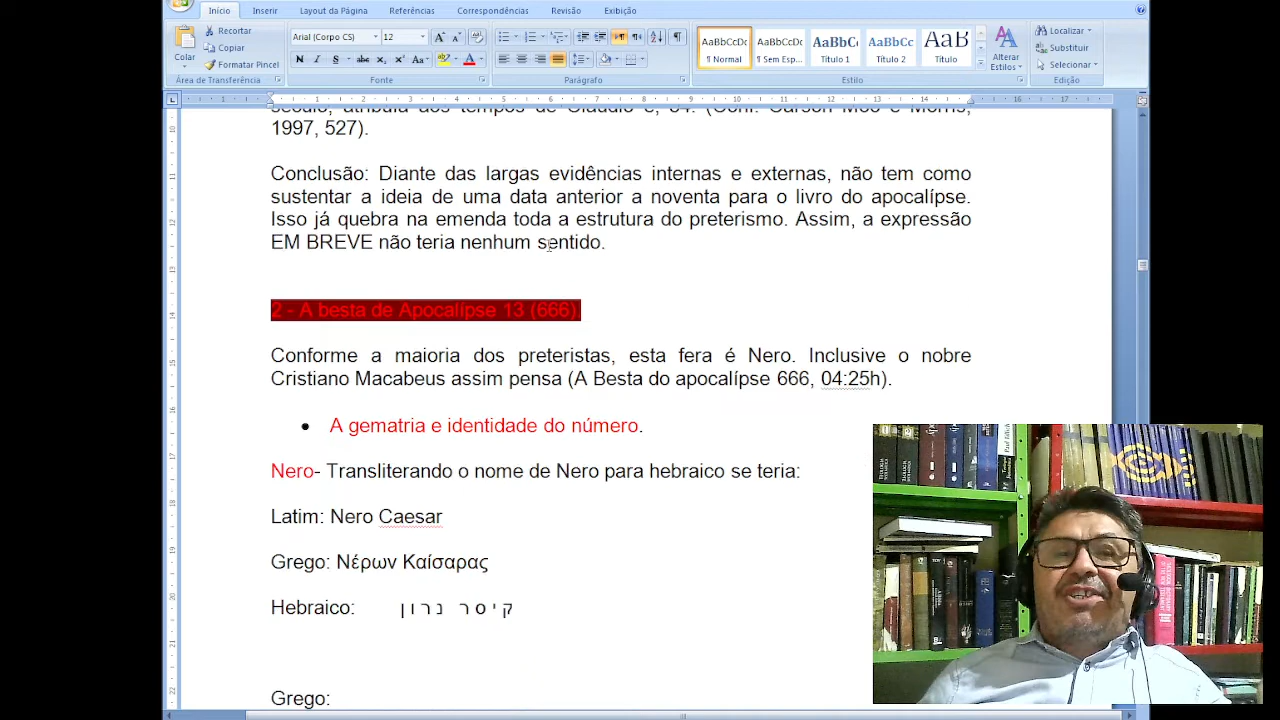 Início Inserir Layout da Página Referências Correspondências Revisão Exibição
Colar Recortar
Copiar
Formatar Pincel
Arial (Corpo CS) 12
N I S abc x₂ x² Aa
AaBbCcDc AaBbCcDc AaBbC AaBbCc AaB
¶ Normal ¶ Sem Esp... Título 1 Título 2 Título
Alterar Estilos
Localizar
Substituir
Selecionar
Área de Transferência Fonte Parágrafo Estilo Edição
1997, 527).
Conclusão: Diante das largas evidências internas e externas, não tem como
sustentar a ideia de uma data anterior a noventa para o livro do apocalípse.
Isso já quebra na emenda toda a estrutura do preterismo. Assim, a expressão
EM BREVE não teria nenhum sentido.
2 - A besta de Apocalípse 13 (666)
Conforme a maioria dos preteristas, esta fera é Nero. Inclusive o nobre
Cristiano Macabeus assim pensa (A Besta do apocalípse 666, 04:25h).
• A gematria e identidade do número.
Nero- Transliterando o nome de Nero para hebraico se teria:
Latim: Nero Caesar
Grego: Νέρων Καίσαρας
Hebraico: קיסר נרון
Grego: